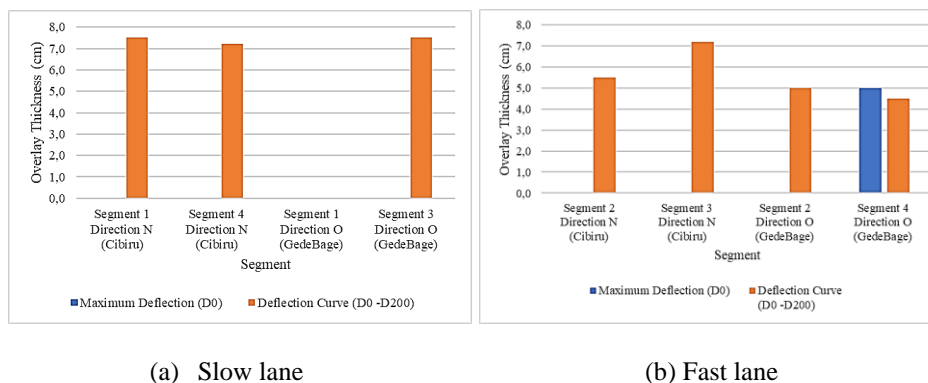 8,0
7,0
6,0
5,0
4,0
3,0
2,0
1,0
0,0
Overlay Thickness (cm)
Segment 1
Direction N
(Cibiru)
Segment 4
Direction N
(Cibiru)
Segment 1
Direction O
(GedeBage)
Segment 3
Direction O
(GedeBage)
Segment
Maximum Deflection (D0)
Deflection Curve (D0 -D200)
(a) Slow lane
8,0
7,0
6,0
5,0
4,0
3,0
2,0
1,0
0,0
Overlay Thickness (cm)
Segment 2
Direction N
(Cibiru)
Segment 3
Direction N
(Cibiru)
Segment 2
Direction O
(GedeBage)
Segment 4
Direction O
(GedeBage)
Segment
Maximum Deflection (D0)
Deflection Curve
(D0 -D200)
(b) Fast lane